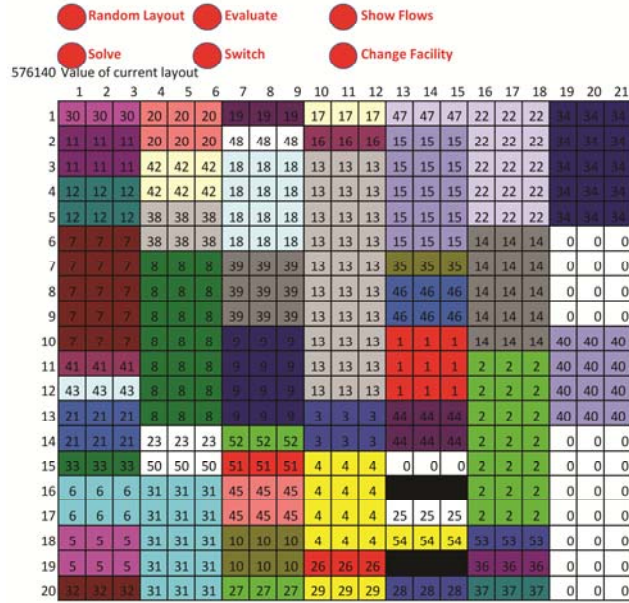 Random Layout Evaluate Show Flows
Solve Switch Change Facility
576140 Value of current layout
1 2 3 4 5 6 7 8 9 10 11 12 13 14 15 16 17 18 19 20 21
1 30 30 30 20 20 20 19 19 19 17 17 17 47 47 47 22 22 22 34 34 34
2 11 11 11 20 20 20 48 48 48 16 16 16 15 15 15 22 22 22 34 34 34
3 11 11 11 42 42 42 18 18 18 13 13 13 15 15 15 22 22 22 34 34 34
4 12 12 12 42 42 42 18 18 18 13 13 13 15 15 15 22 22 22 34 34 34
5 12 12 12 38 38 38 18 18 18 13 13 13 15 15 15 22 22 22 34 34 34
6 7 7 7 38 38 38 18 18 18 13 13 13 15 15 15 14 14 14 0 0 0
7 7 7 7 8 8 8 39 39 39 13 13 13 35 35 35 14 14 14 0 0 0
8 7 7 7 8 8 8 39 39 39 13 13 13 46 46 46 14 14 14 0 0 0
9 7 7 7 8 8 8 39 39 39 13 13 13 46 46 46 14 14 14 0 0 0
10 7 7 7 8 8 8 9 9 9 13 13 13 1 1 1 14 14 14 40 40 40
11 41 41 41 8 8 8 9 9 9 13 13 13 1 1 1 2 2 2 40 40 40
12 43 43 43 8 8 8 9 9 9 13 13 13 1 1 1 2 2 2 40 40 40
13 21 21 21 8 8 8 9 9 9 3 3 3 44 44 44 2 2 2 40 40 40
14 21 21 21 23 23 23 52 52 52 3 3 3 44 44 44 2 2 2 0 0 0
15 33 33 33 50 50 50 51 51 51 4 4 4 0 0 0 2 2 2 0 0 0
16 6 6 6 31 31 31 45 45 45 4 4 4 2 2 2 0 0 0
17 6 6 6 31 31 31 45 45 45 4 4 4 25 25 25 2 2 2 0 0 0
18 5 5 5 31 31 31 10 10 10 4 4 4 54 54 54 53 53 53 0 0 0
19 5 5 5 31 31 31 10 10 10 26 26 26 36 36 36 0 0 0
20 32 32 32 31 31 31 27 27 27 29 29 29 28 28 28 37 37 37 0 0 0